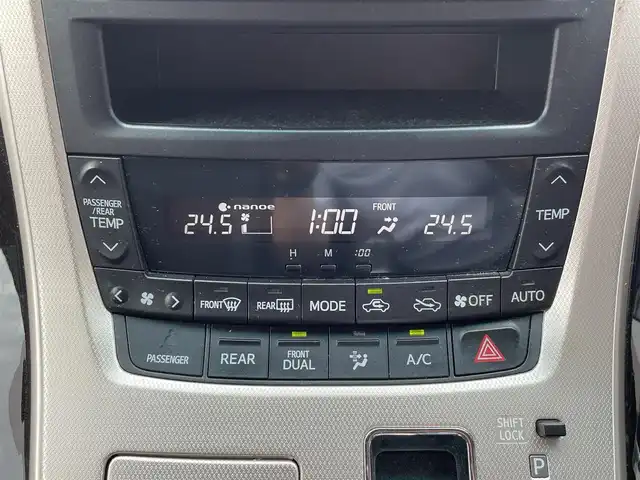 nanoe
FRONT
24.5 1:00 24.5
H M :00
PASSENGER
/REAR
TEMP
TEMP
FRONT REAR MODE OFF AUTO
PASSENGER REAR FRONT DUAL A/C
SHIFT
LOCK
P